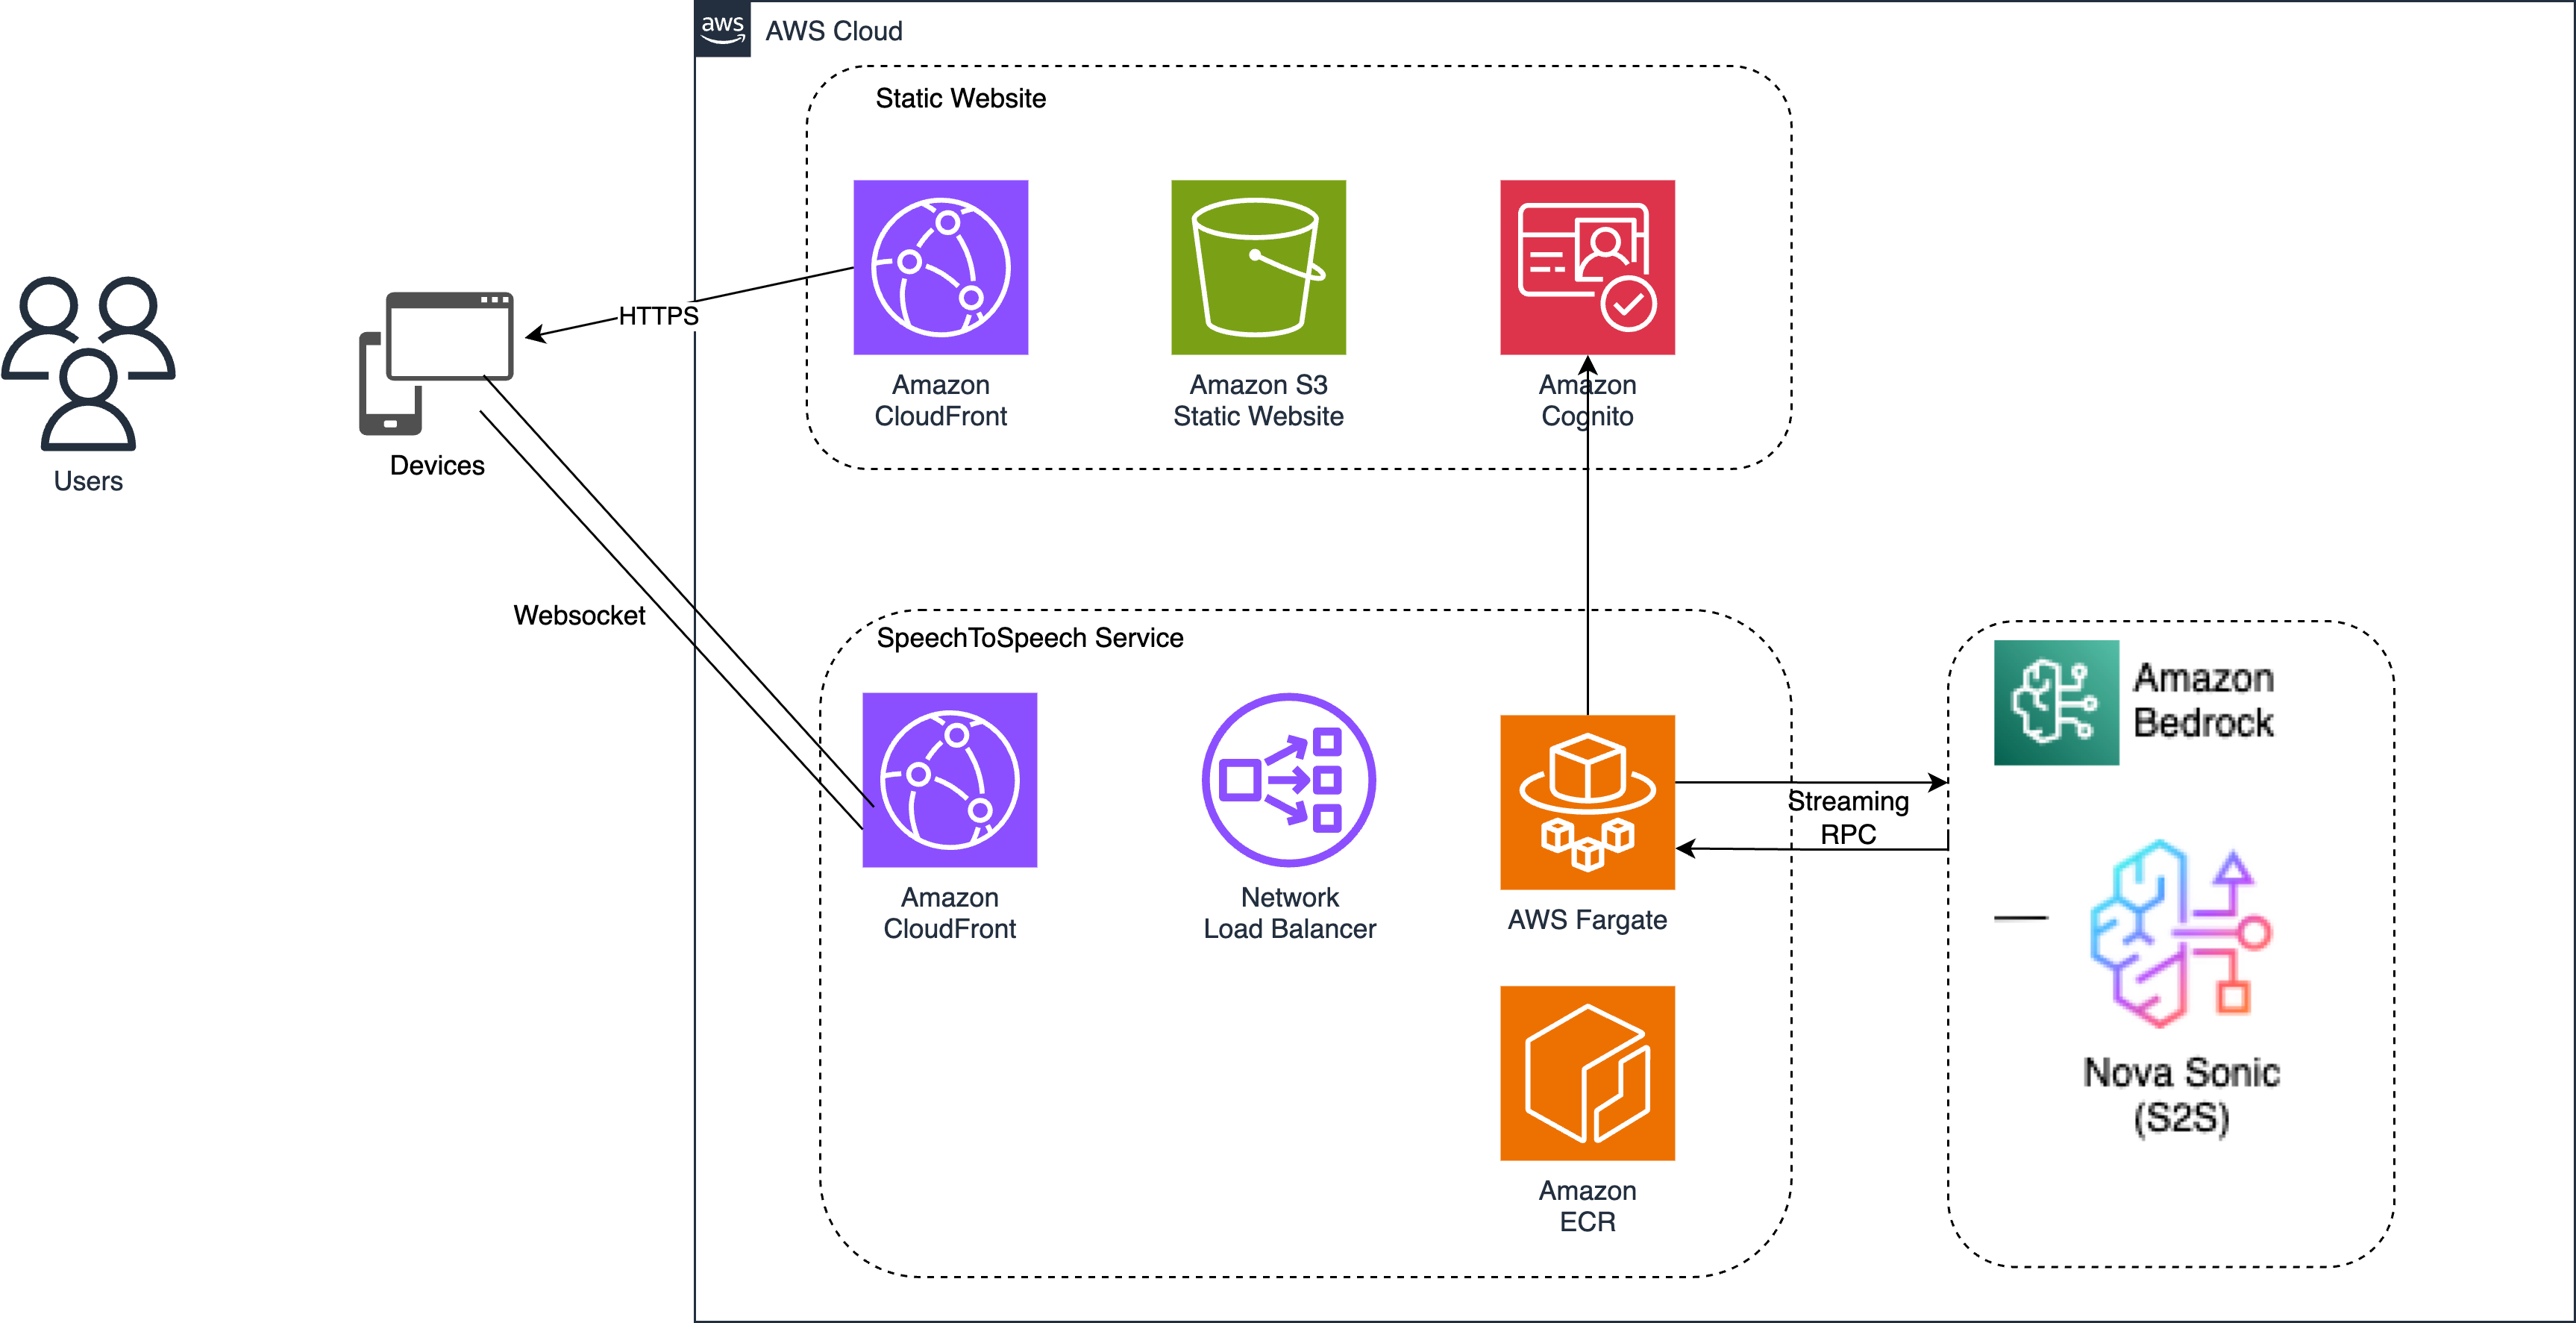 aws
AWS Cloud
Static Website
Amazon
CloudFront
Amazon S3
Static Website
Amazon
Cognito
HTTPS
Users
Devices
Websocket
SpeechToSpeech Service
Amazon
CloudFront
Network
Load Balancer
AWS Fargate
Streaming
RPC
Amazon
ECR
Amazon
Bedrock
Nova Sonic
(S2S)